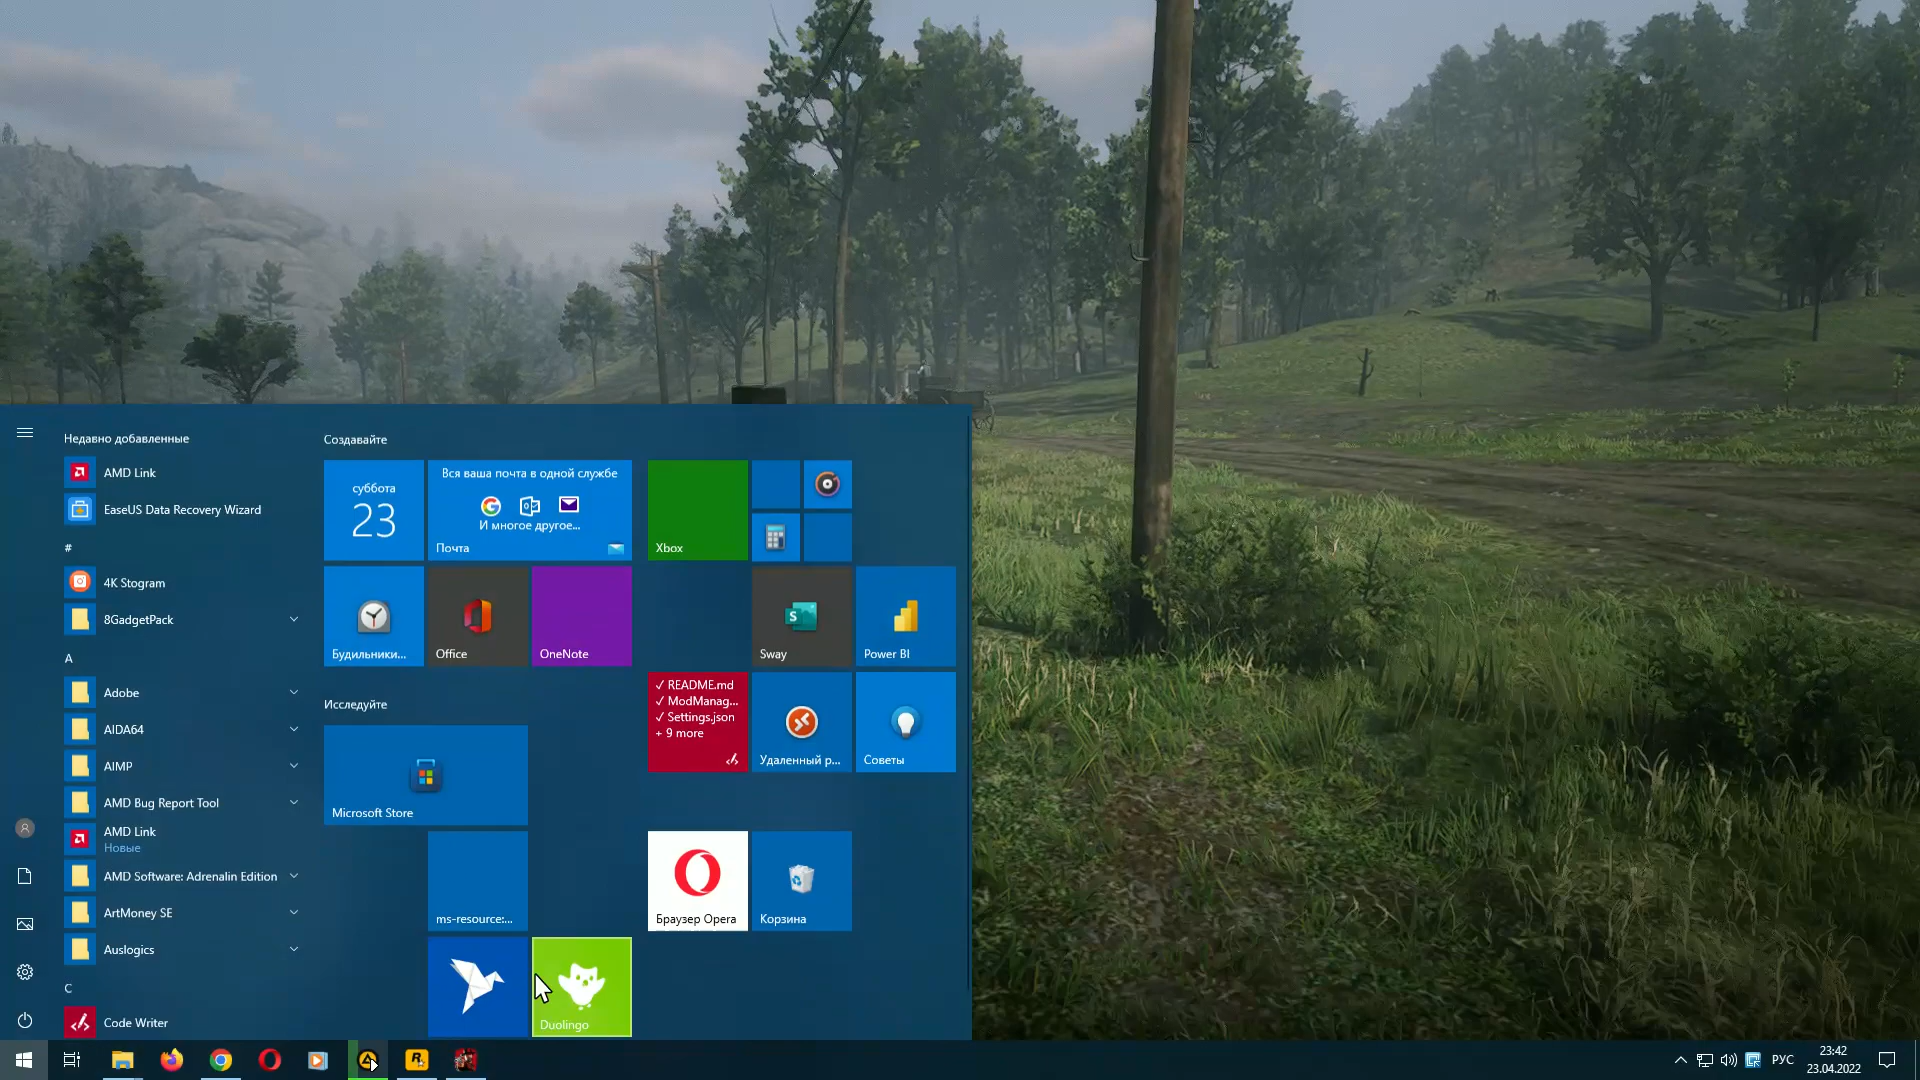 Недавно добавленные
AMD Link
EaseUS Data Recovery Wizard
#
4K Stogram
8GadgetPack
A
Adobe
AIDA64
AIMP
AMD Bug Report Tool
AMD Link
Новые
AMD Software: Adrenalin Edition
ArtMoney SE
Auslogics
C
Code Writer
Создавайте
суббота
23
Вся ваша почта в одной службе
И многое другое...
Почта
Будильники...
Office
OneNote
Исследуйте
Microsoft Store
ms-resource:...
Duolingo
Xbox
Sway
Power BI
✓ README.md
✓ ModManag...
✓ Settings.json
+ 9 more
Удаленный р...
Советы
Браузер Opera
Корзина
РУС
23:42
23.04.2022